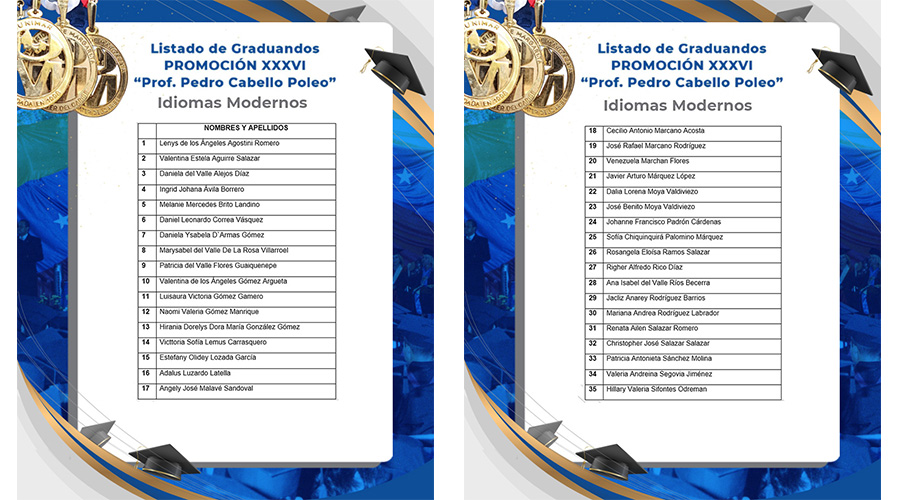 Listado de Graduandos
PROMOCIÓN XXXVI
“Prof. Pedro Cabello Poleo”
Idiomas Modernos
NOMBRES Y APELLIDOS
1 Lenys de los Ángeles Agostini Romero
2 Valentina Estela Aguirre Salazar
3 Daniela del Valle Alejos Díaz
4 Ingrid Johana Ávila Borrero
5 Melanie Mercedes Brito Landino
6 Daniel Leonardo Correa Vásquez
7 Daniela Ysabela D´Armas Gómez
8 Marysabel del Valle De La Rosa Villarroel
9 Patricia del Valle Flores Guaiquenepe
10 Valentina de los Ángeles Gómez Argueta
11 Luisaura Victoria Gómez Gamero
12 Naomi Valeria Gómez Manrique
13 Hirania Dorelys Dora María González Gómez
14 Victtoria Sofía Lemus Carrasquero
15 Estefany Olidey Lozada García
16 Adalus Luzardo Latella
17 Angely José Malavé Sandoval
Listado de Graduandos
PROMOCIÓN XXXVI
“Prof. Pedro Cabello Poleo”
Idiomas Modernos
18 Cecilio Antonio Marcano Acosta
19 José Rafael Marcano Rodríguez
20 Venezuela Marchan Flores
21 Javier Arturo Márquez López
22 Dalia Lorena Moya Valdiviezo
23 José Benito Moya Valdiviezo
24 Johanne Francisco Padrón Cárdenas
25 Sofía Chiquinquirá Palomino Márquez
26 Rosangela Eloísa Ramos Salazar
27 Righer Alfredo Rico Díaz
28 Ana Isabel del Valle Ríos Becerra
29 Jacliz Anarey Rodríguez Barrios
30 Mariana Andrea Rodríguez Labrador
31 Renata Ailen Salazar Romero
32 Christopher José Salazar Salazar
33 Patricia Antonieta Sánchez Molina
34 Valeria Andreina Segovia Jiménez
35 Hillary Valeria Sifontes Odreman